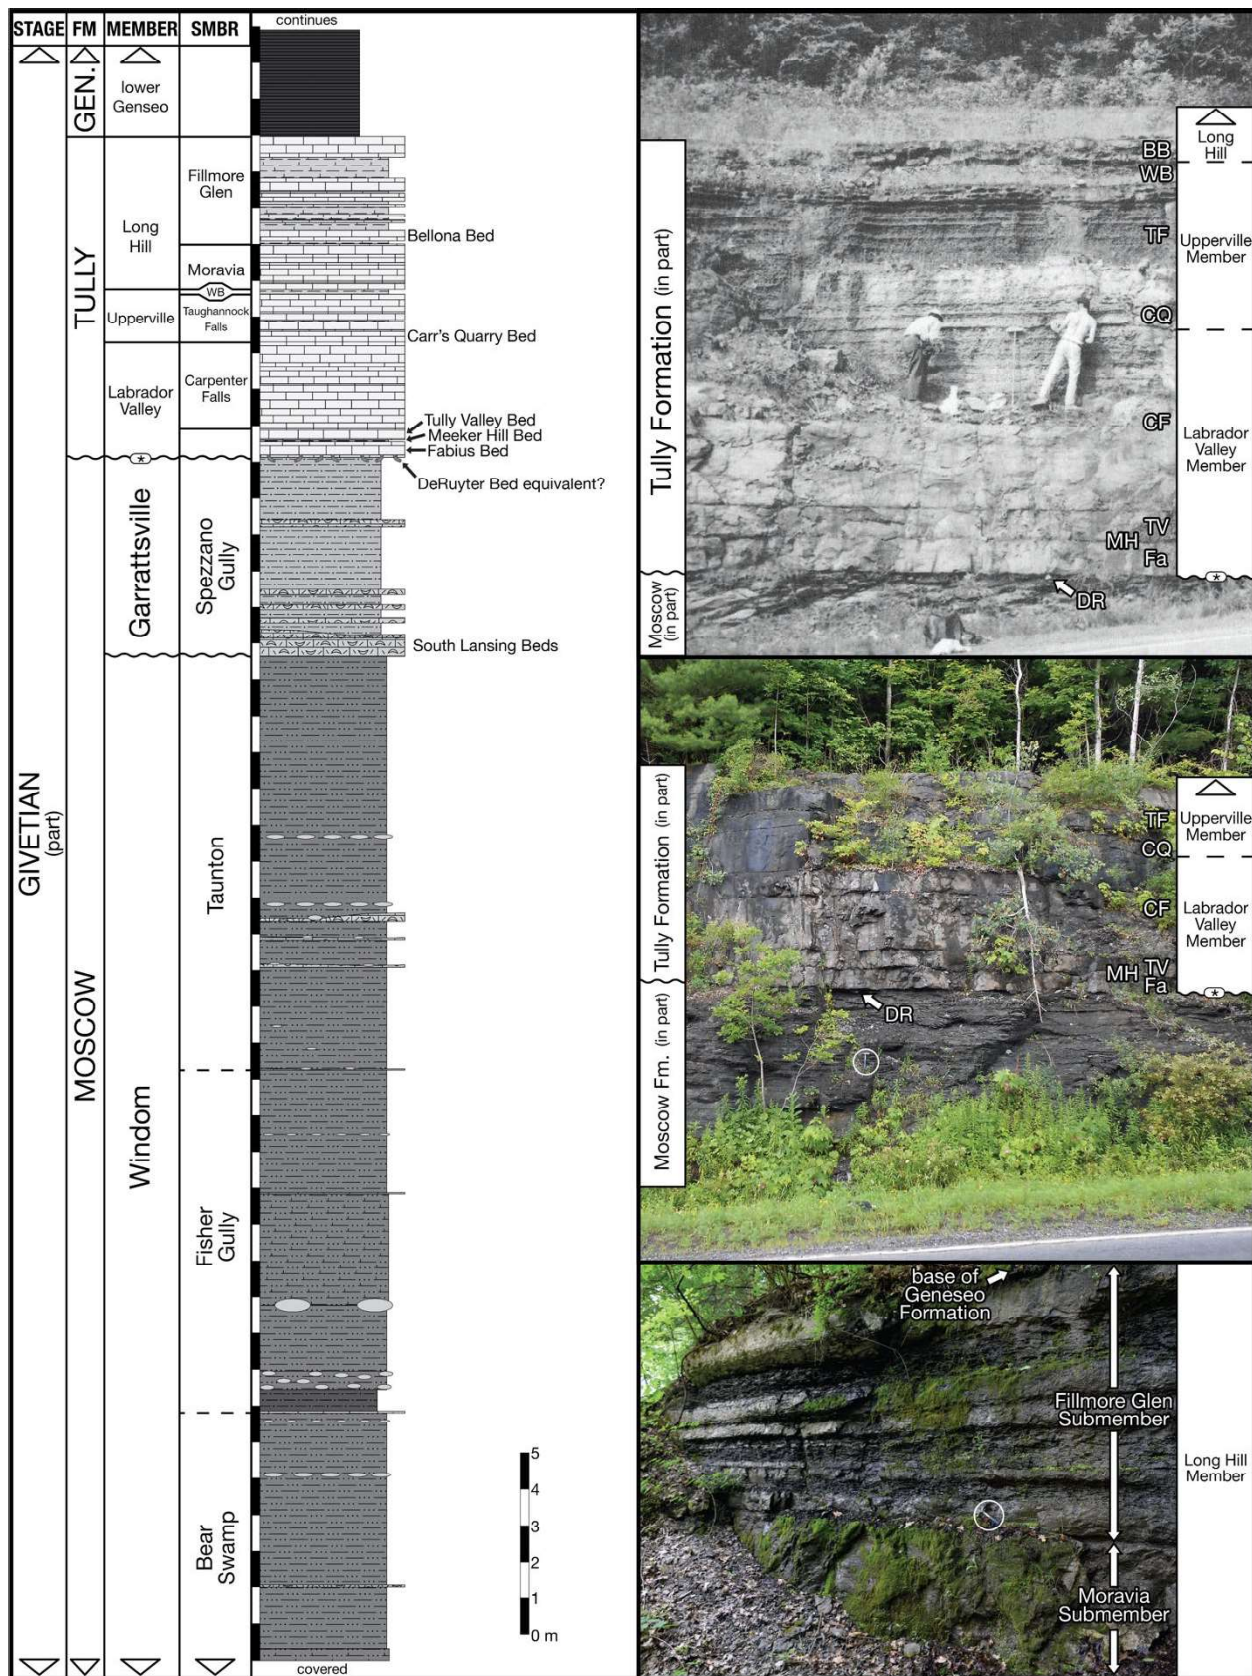 STAGE FM MEMBER SMBR
continues
GEN.
lower
Genseo
TULLY
Long
Hill
Fillmore
Glen
Bellona Bed
Moravia
WB
Upperville
Taughannock
Falls
Carr's Quarry Bed
Labrador
Valley
Carpenter
Falls
Tully Valley Bed
Meeker Hill Bed
Fabius Bed
*
DeRuyter Bed equivalent?
Garrattsville
Spezzano
Gully
South Lansing Beds
GIVETIAN
(part)
MOSCOW
Windom
Taunton
Fisher
Gully
Bear
Swamp
5
4
3
2
1
0 m
covered
Tully Formation (in part)
Moscow
(in part)
BB
WB
TF
CQ
CF
TV
MH
Fa
DR
Long
Hill
Upperville
Member
Labrador
Valley
Member
*
Tully Formation (in part)
Moscow Fm. (in part)
TF
CQ
CF
MH TV
Fa
DR
Upperville
Member
Labrador
Valley
Member
*
base of
Geneseo
Formation
Fillmore Glen
Submember
Moravia
Submember
Long Hill
Member